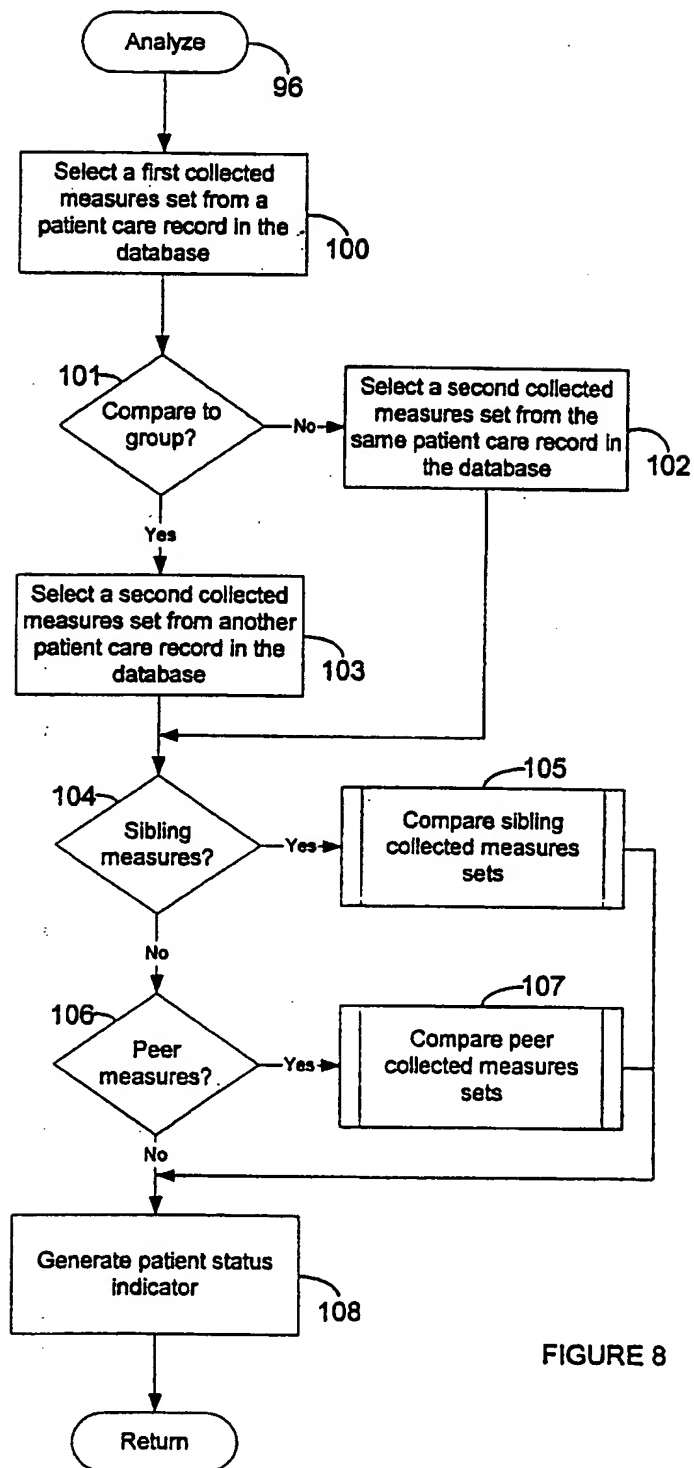 Analyze
96
Select a first collected
measures set from a
patient care record in the
database
100
101
Compare to
group?
No
Select a second collected
measures set from the
same patient care record in
the database
102
Yes
Select a second collected
measures set from another
patient care record in the
database
103
104
Sibling
measures?
Yes
105
Compare sibling
collected measures
sets
No
106
Peer
measures?
Yes
107
Compare peer
collected measures
sets
No
Generate patient status
indicator
108
FIGURE 8
Return